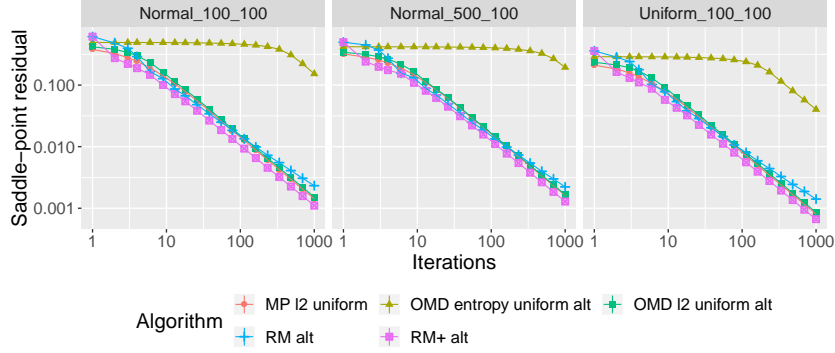 Normal_100_100 Normal_500_100 Uniform_100_100
Saddle−point residual
0.100
0.010
0.001
1 10 100 1000 1 10 100 1000 1 10 100 1000
Iterations
Algorithm
MP l2 uniform OMD entropy uniform alt OMD l2 uniform alt
RM alt RM+ alt